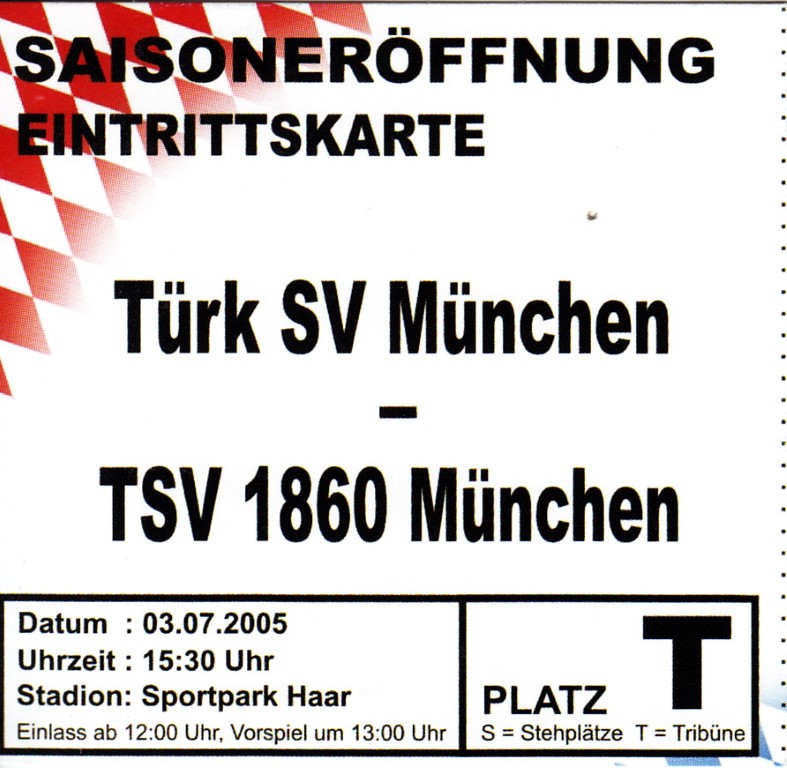 SAISONERÖFFNUNG
EINTRITTSKARTE
Türk SV München
–
TSV 1860 München
Datum : 03.07.2005
Uhrzeit : 15:30 Uhr
Stadion: Sportpark Haar
Einlass ab 12:00 Uhr, Vorspiel um 13:00 Uhr
T
PLATZ
S = Stehplätze T = Tribüne